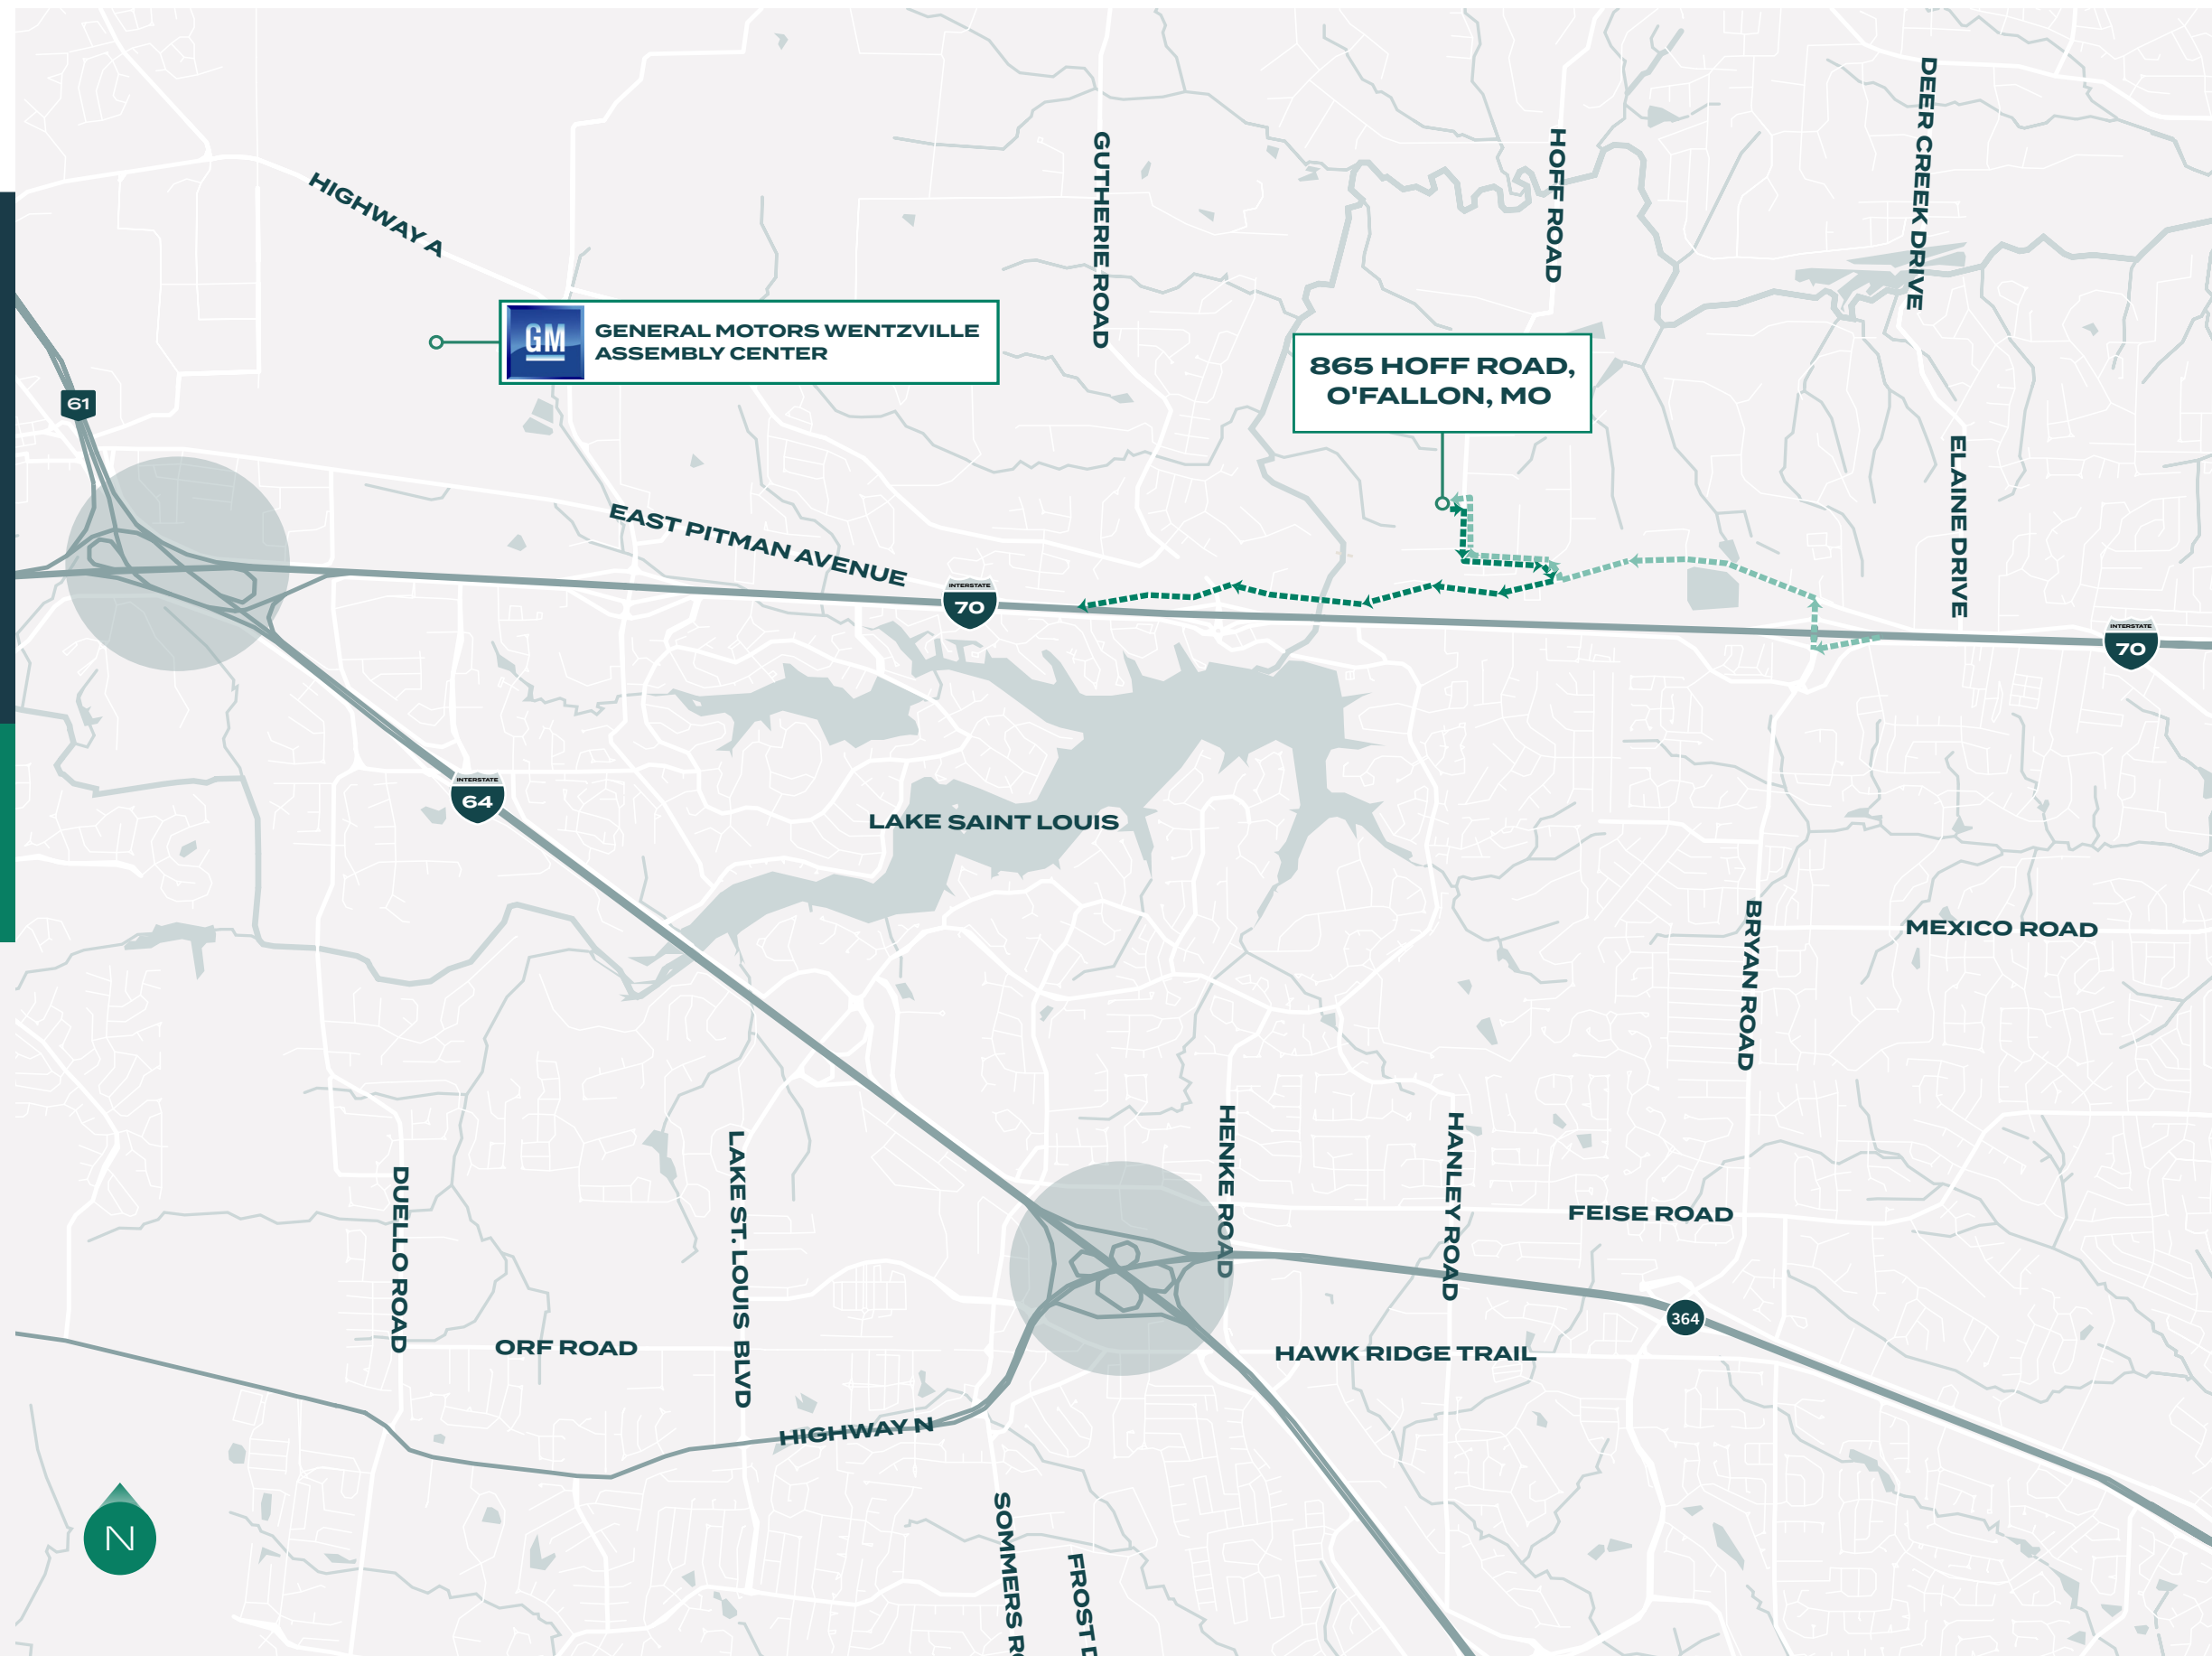 DEER CREEK DRIVE
HOFF ROAD
GUTHERIE ROAD
HIGHWAY A
GM
GENERAL MOTORS WENTZVILLE
ASSEMBLY CENTER
865 HOFF ROAD,
O'FALLON, MO
61
ELAINE DRIVE
EAST PITMAN AVENUE
INTERSTATE
70
INTERSTATE
70
INTERSTATE
64
LAKE SAINT LOUIS
BRYAN ROAD
MEXICO ROAD
HENKE ROAD
HANLEY ROAD
LAKE ST. LOUIS BLVD
DUELLO ROAD
FEISE ROAD
364
ORF ROAD
HAWK RIDGE TRAIL
HIGHWAY N
SOMMERS
FROST
N